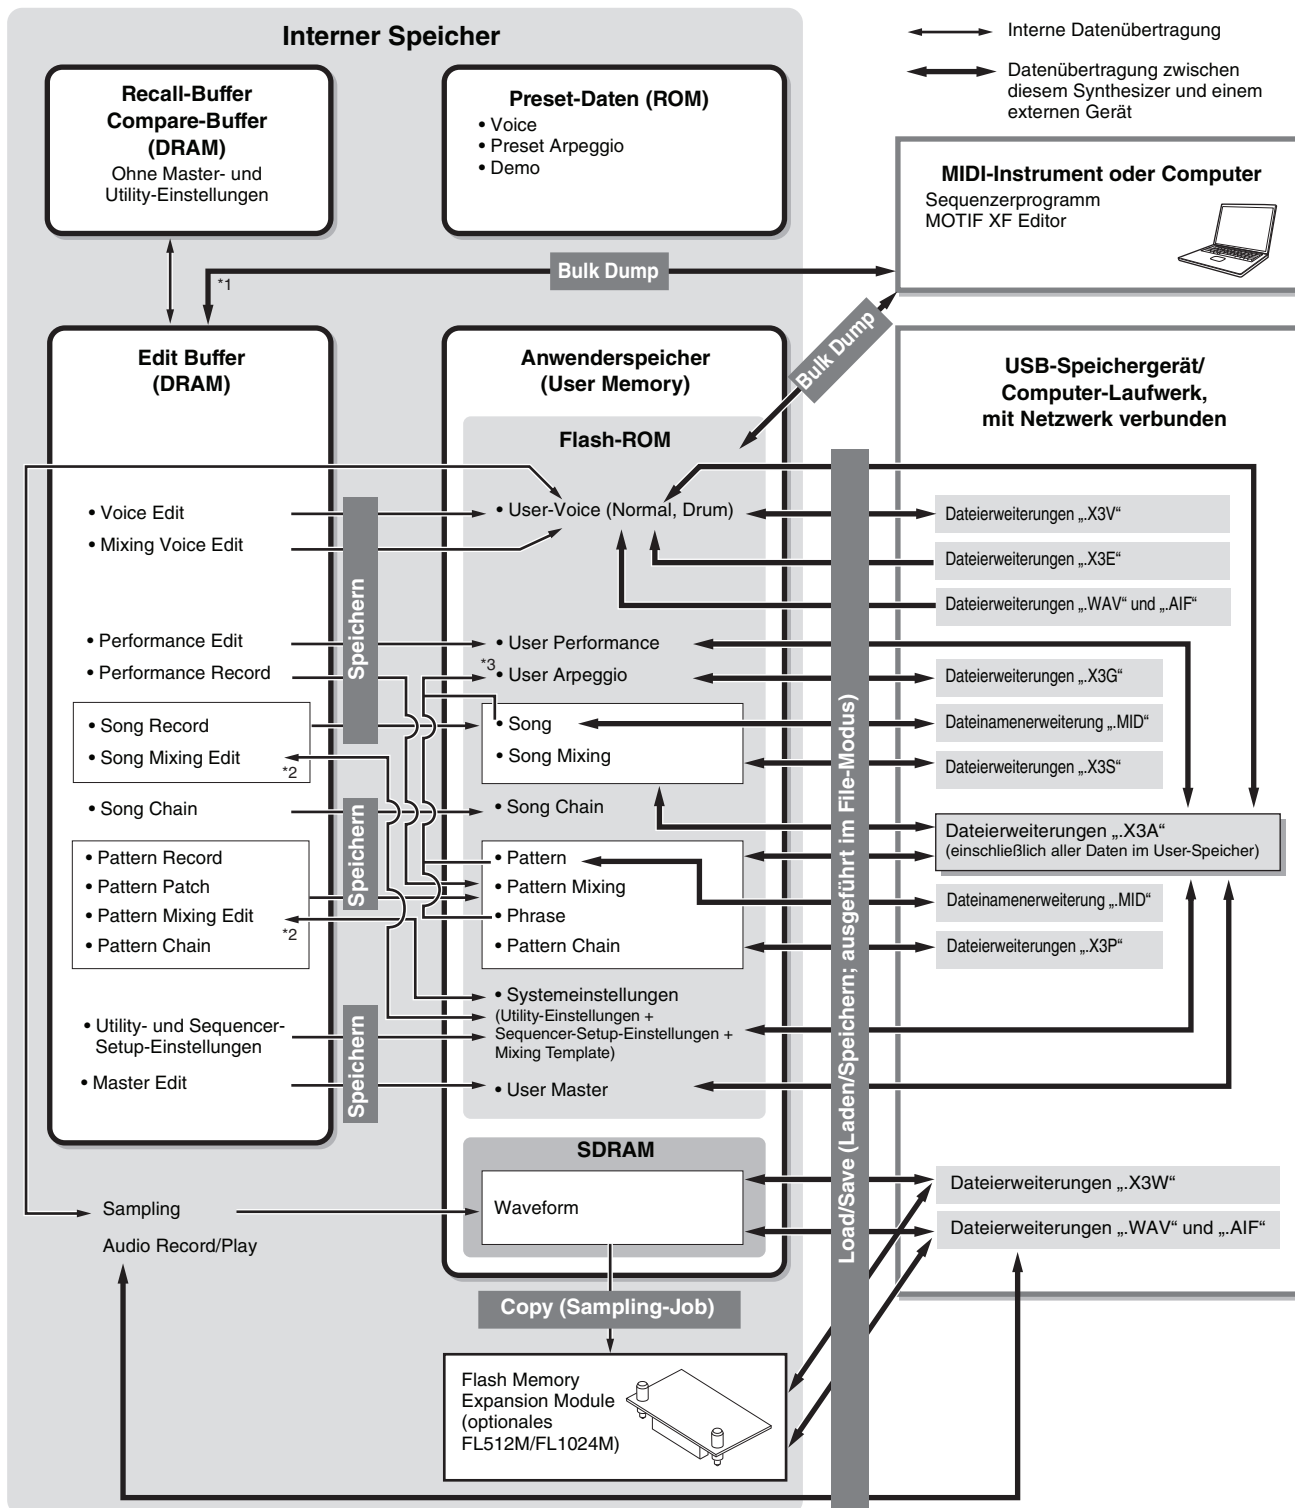 Interner Speicher
Interne Datenübertragung
Datenübertragung zwischen
diesem Synthesizer und einem
externen Gerät
Recall-Buffer
Compare-Buffer
(DRAM)
Ohne Master- und
Utility-Einstellungen
Preset-Daten (ROM)
• Voice
• Preset Arpeggio
• Demo
MIDI-Instrument oder Computer
Sequenzerprogramm
MOTIF XF Editor
*1
Bulk Dump
Bulk Dump
Edit Buffer
(DRAM)
• Voice Edit
• Mixing Voice Edit
• Performance Edit
• Performance Record
• Song Record
• Song Mixing Edit
*2
• Song Chain
• Pattern Record
• Pattern Patch
• Pattern Mixing Edit
*2
• Pattern Chain
• Utility- und Sequencer-
Setup-Einstellungen
• Master Edit
Speichern
Speichern
Speichern
Anwenderspeicher
(User Memory)
Flash-ROM
• User-Voice (Normal, Drum)
• User Performance
*3
• User Arpeggio
• Song
• Song Mixing
• Song Chain
• Pattern
• Pattern Mixing
• Phrase
• Pattern Chain
• Systemeinstellungen
(Utility-Einstellungen +
Sequencer-Setup-Einstellungen +
Mixing Template)
• User Master
SDRAM
Waveform
Sampling
Audio Record/Play
Copy (Sampling-Job)
Flash Memory
Expansion Module
(optionales
FL512M/FL1024M)
Load/Save (Laden/Speichern; ausgeführt im File-Modus)
USB-Speichergerät/
Computer-Laufwerk,
mit Netzwerk verbunden
Dateierweiterungen „.X3V“
Dateierweiterungen „.X3E“
Dateierweiterungen „.WAV“ und „.AIF“
Dateierweiterungen „.X3G“
Dateinamenerweiterung „.MID“
Dateierweiterungen „.X3S“
Dateierweiterungen „.X3A“
(einschließlich aller Daten im User-Speicher)
Dateinamenerweiterung „.MID“
Dateierweiterungen „.X3P“
Dateierweiterungen „.X3W“
Dateierweiterungen „.WAV“ und „.AIF“